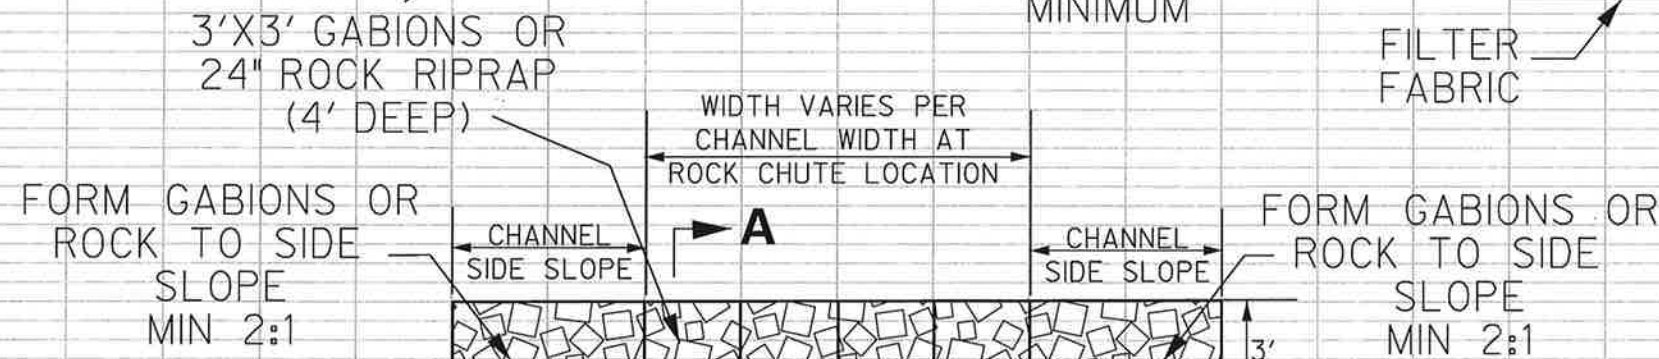 MINIMUM
3'X3' GABIONS OR
24" ROCK RIPRAP
(4' DEEP)
FILTER
FABRIC
WIDTH VARIES PER
CHANNEL WIDTH AT
ROCK CHUTE LOCATION
FORM GABIONS OR
ROCK TO SIDE
SLOPE
MIN 2:1
CHANNEL
SIDE SLOPE
A
CHANNEL
SIDE SLOPE
FORM GABIONS OR
ROCK TO SIDE
SLOPE
MIN 2:1
3'